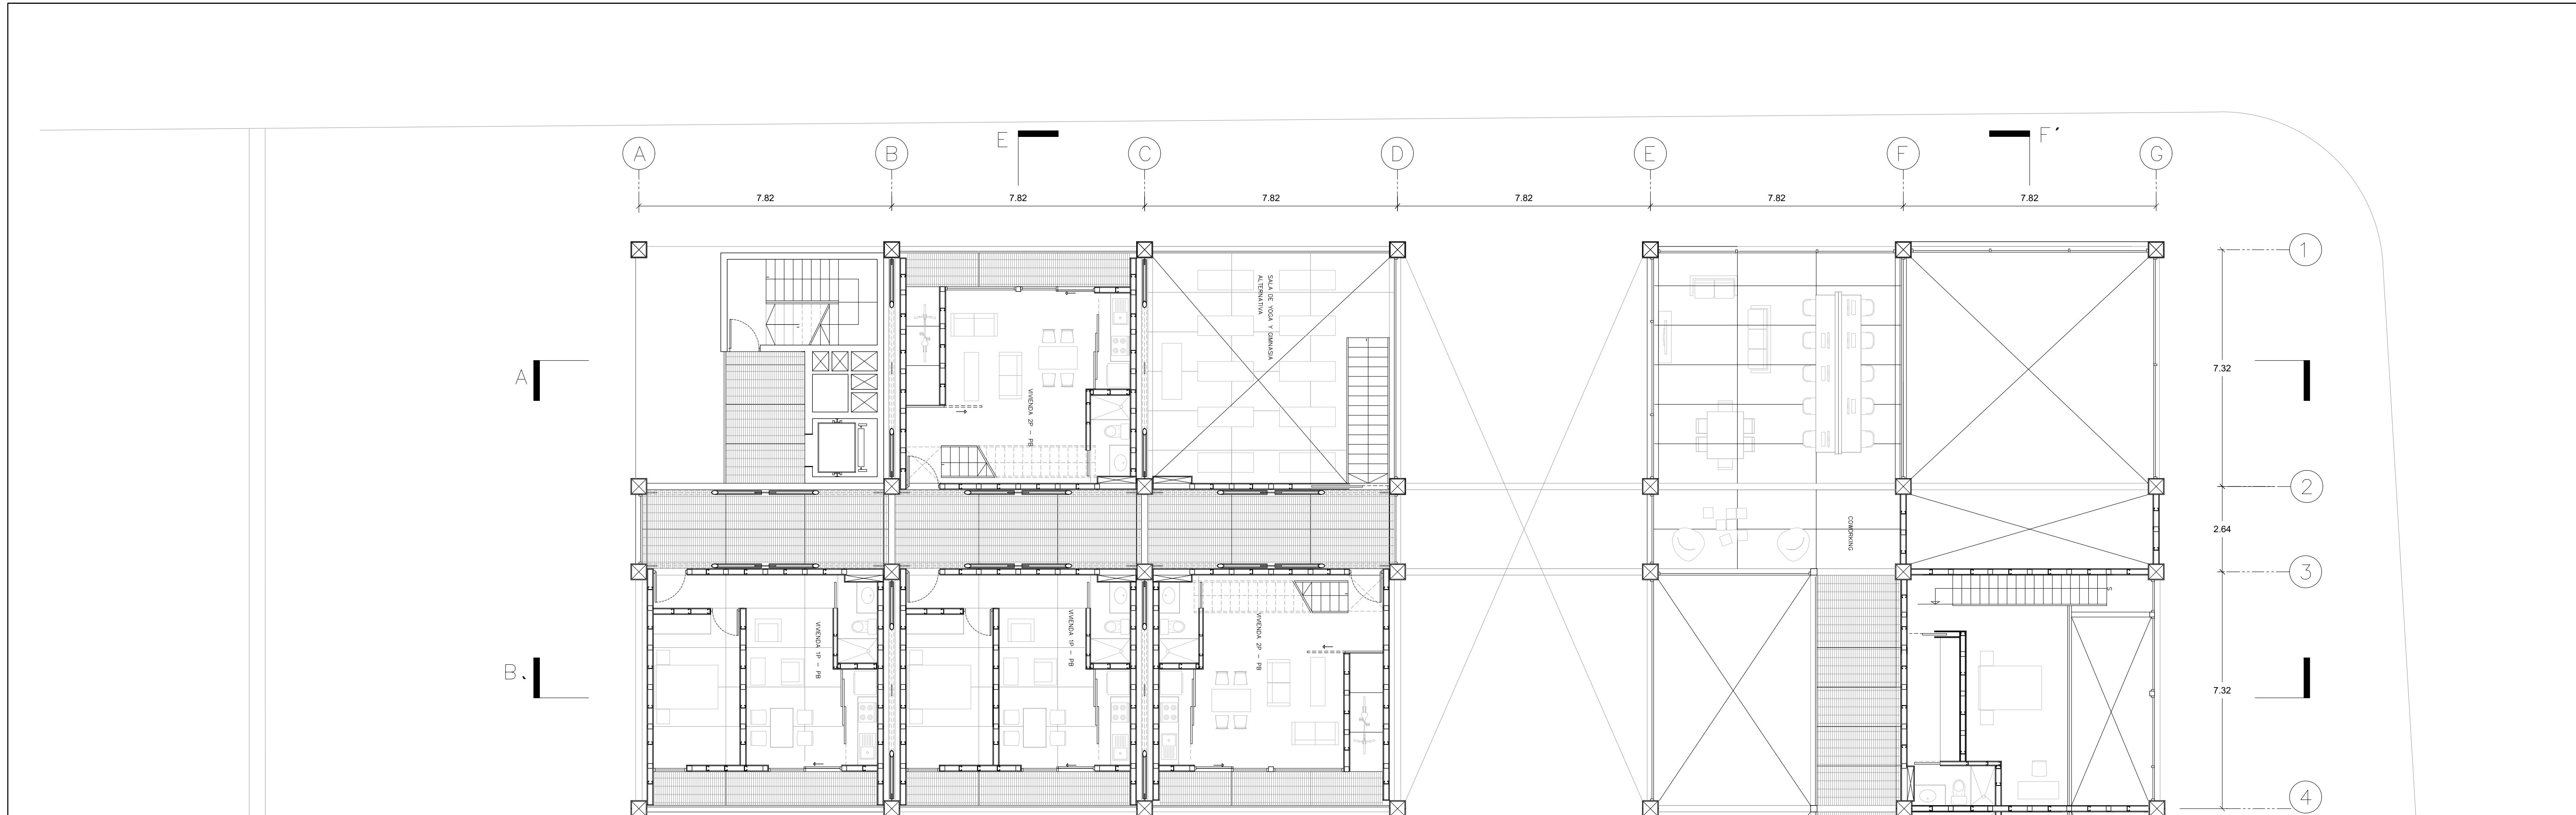 E
F´
A
B
C
D
E
F
G
7.82
7.82
7.82
7.82
7.82
7.82
1
SALA DE YOGA Y GIMNASIA
ALTERNATIVA
7.32
A
VIVIENDA 2P - PB
2
COWORKING
2.64
3
S
VIVIENDA 1P - PB
VIVIENDA 1P - PB
VIVIENDA 2P - PB
B´
7.32
4